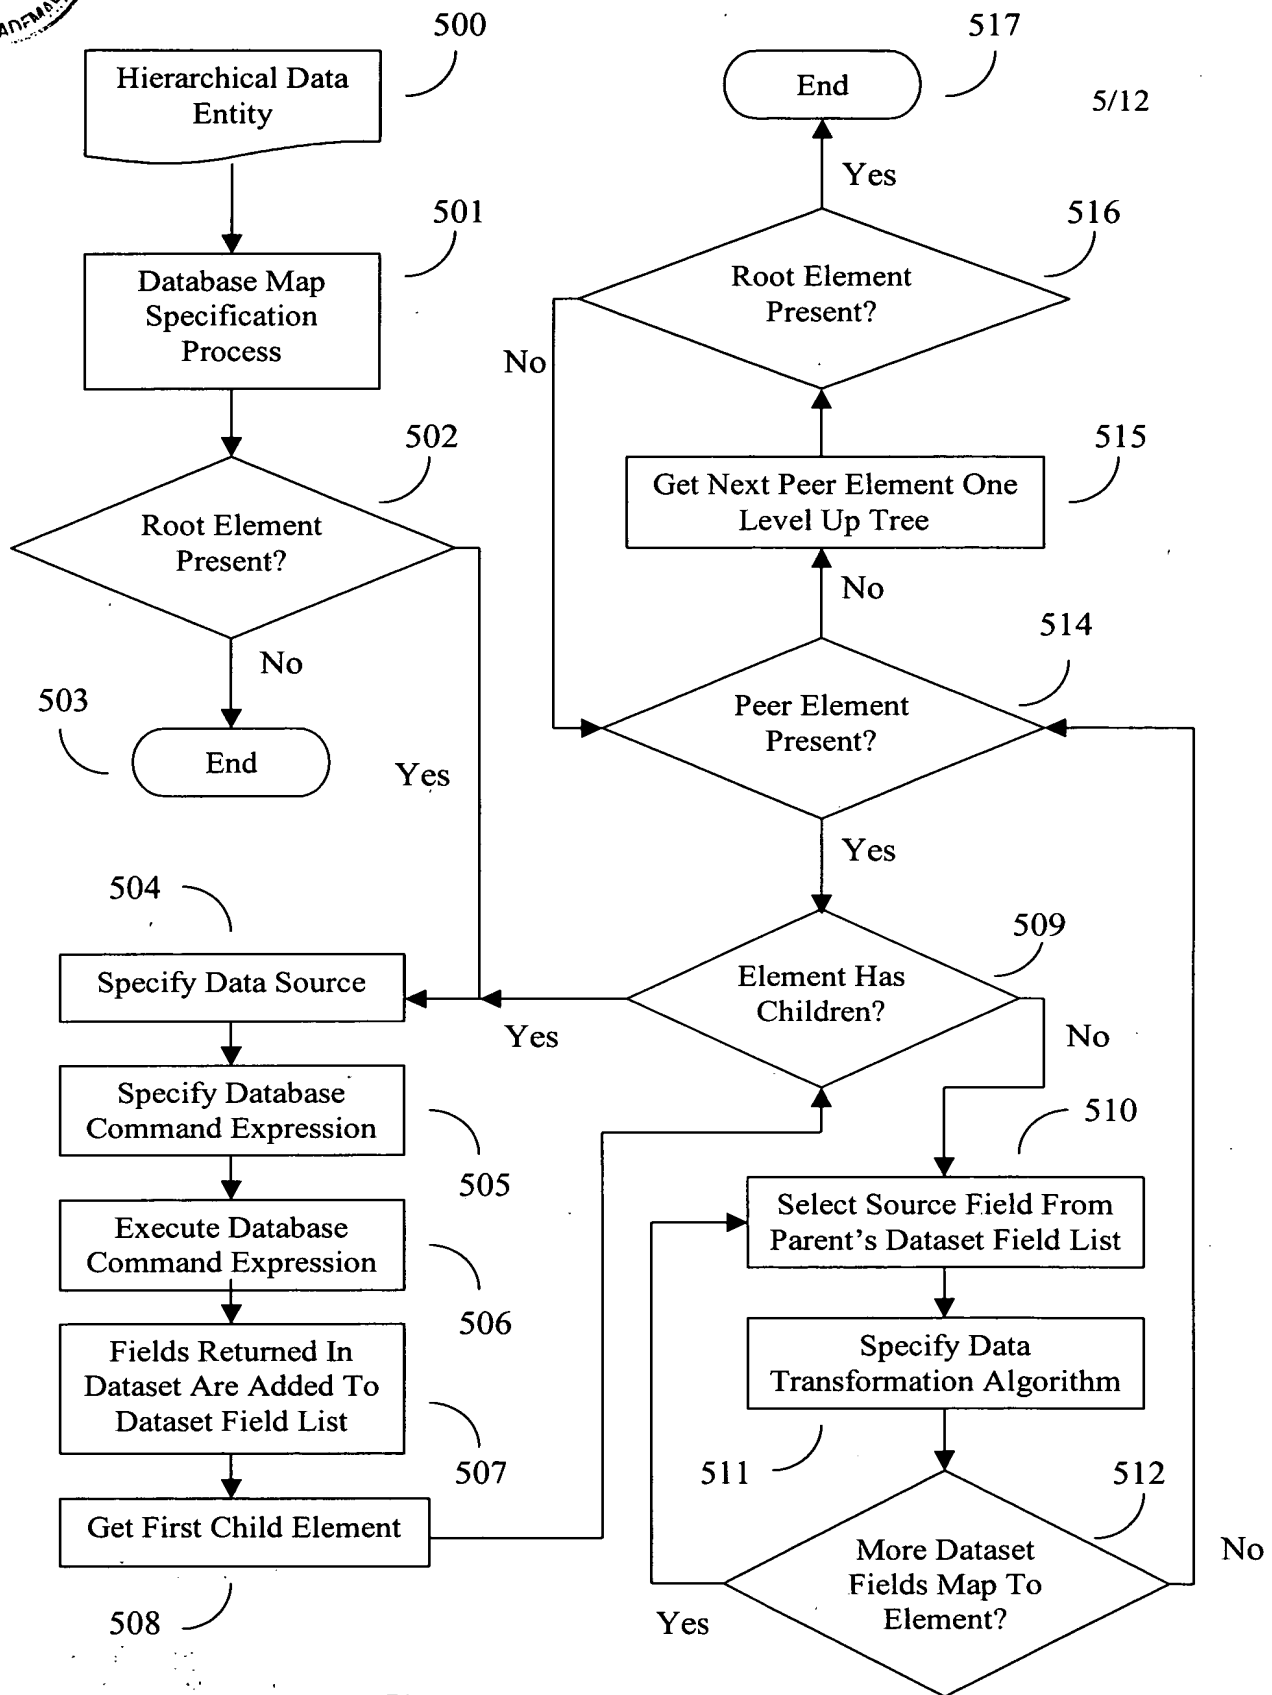 500
Hierarchical Data
Entity
501
Database Map
Specification
Process
502
Root Element
Present?
No
503
End
Yes
504
Specify Data Source
Specify Database
Command Expression
505
Execute Database
Command Expression
506
Fields Returned In
Dataset Are Added To
Dataset Field List
507
Get First Child Element
508
517
End
5/12
Yes
516
Root Element
Present?
No
515
Get Next Peer Element One
Level Up Tree
No
514
Peer Element
Present?
Yes
509
Element Has
Children?
Yes
No
510
Select Source Field From
Parent's Dataset Field List
Specify Data
Transformation Algorithm
511
512
More Dataset
Fields Map To
Element?
Yes
No